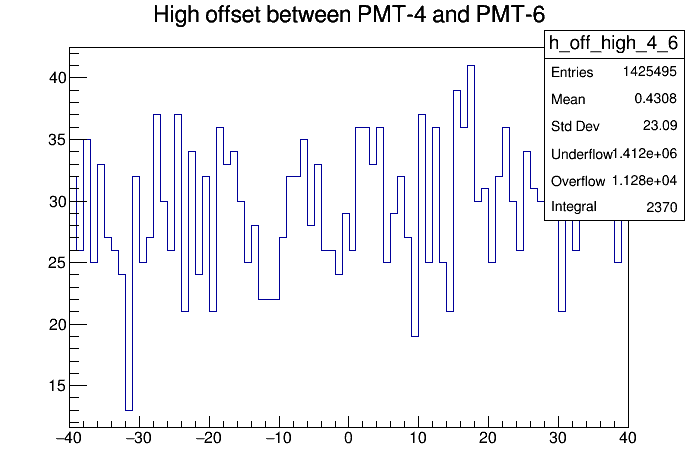 High offset between PMT-4 and PMT-6
h_off_high_4_6
Entries 1425495
Mean 0.4308
Std Dev 23.09
Underflow1.412e+06
Overflow 1.128e+04
Integral 2370
40
35
30
25
20
15
−40 −30 −20 −10 0 10 20 30 40